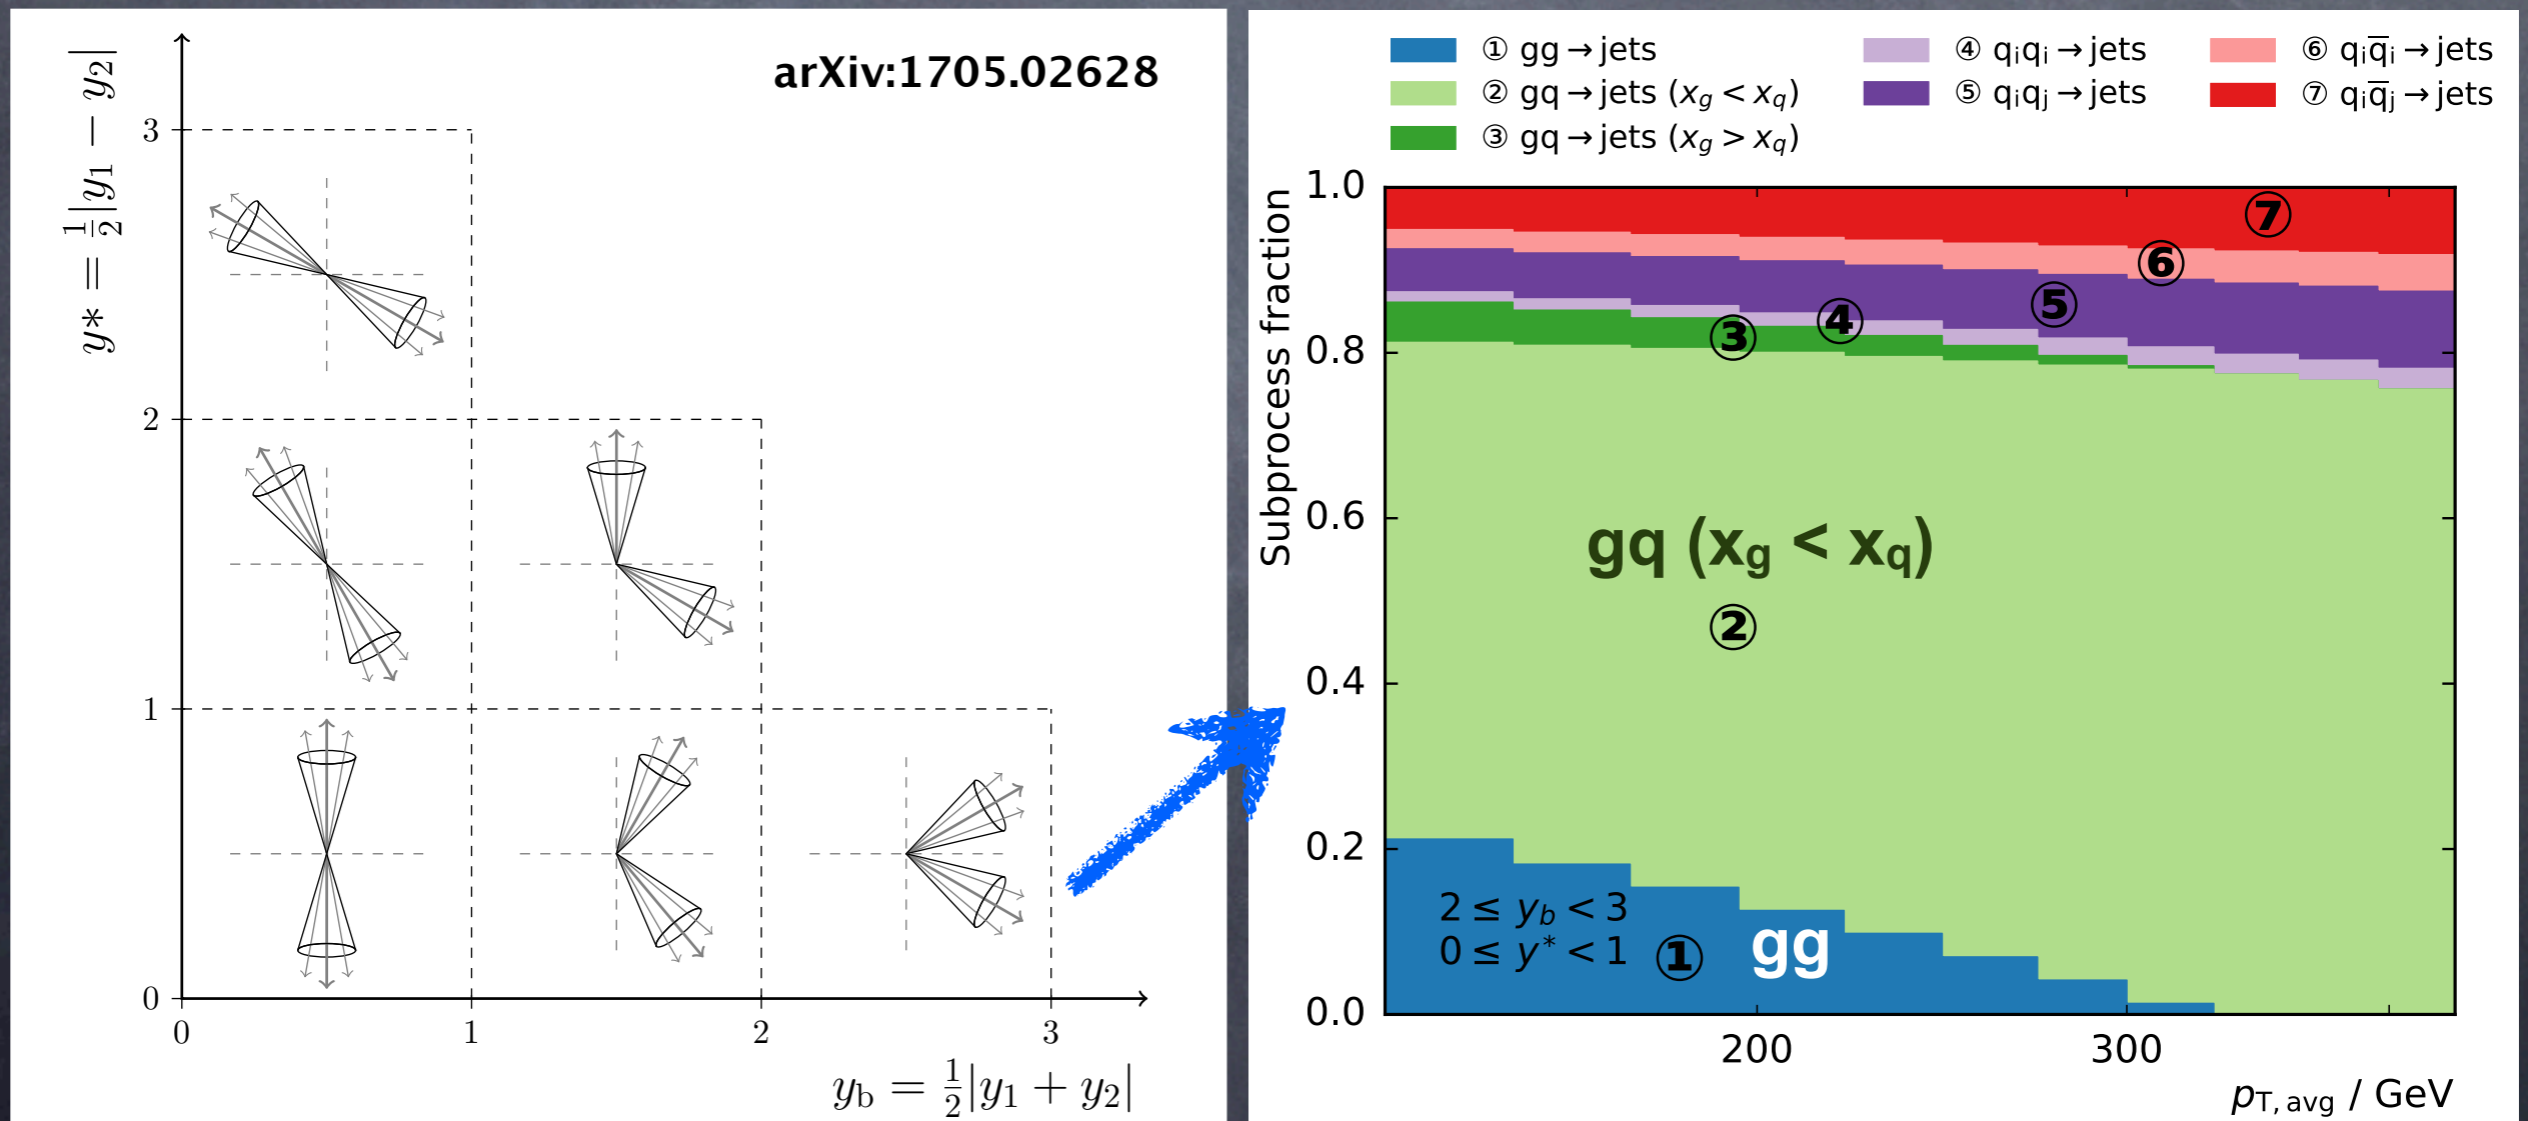 arXiv:1705.02628
y* = \frac{1}{2}|y₁ − y₂|
3
2
1
0
0 1 2 3
y_b = \frac{1}{2}|y₁ + y₂|
① gg→jets
② gq→jets (x_g < x_q)
③ gq→jets (x_g > x_q)
④ q_iq_i→jets
⑤ q_iq_j→jets
⑥ q_iq̅_i→jets
⑦ q_iq̅_j→jets
Subprocess fraction
1.0
0.8
0.6
0.4
0.2
0.0
⑦
⑥
⑤
④
③
gq (x_g < x_q)
②
2 ≤ y_b < 3
0 ≤ y* < 1
① gg
200 300
p_T, avg / GeV